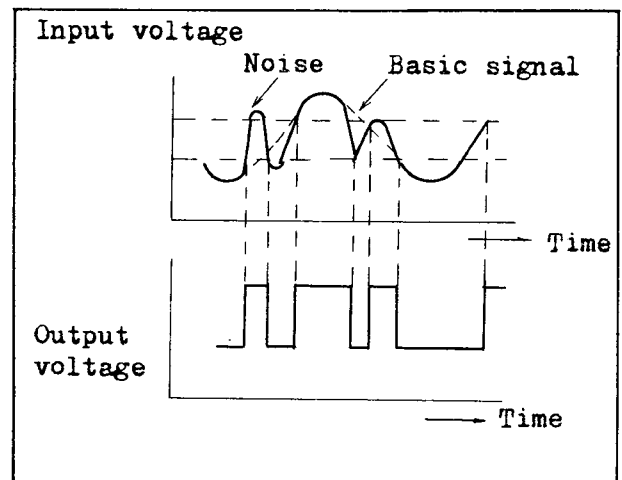 Input voltage
Noise
Basic signal
Time
Output
voltage
Time